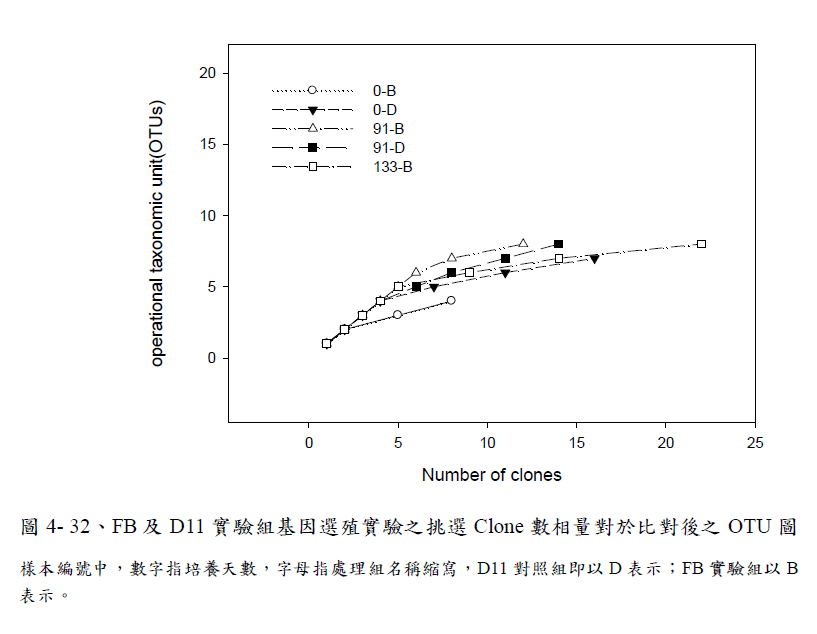 20
15
10
5
0
operational taxonomic unit(OTUs)
0-B
0-D
91-B
91-D
133-B
0 5 10 15 20 25
Number of clones
圖 4- 32、FB 及 D11 實驗組基因選殖實驗之挑選 Clone 數相量對於比對後之 OTU 圖
樣本編號中，數字指培養天數，字母指處理組名稱縮寫，D11 對照組即以 D 表示；FB 實驗組以 B
表示。